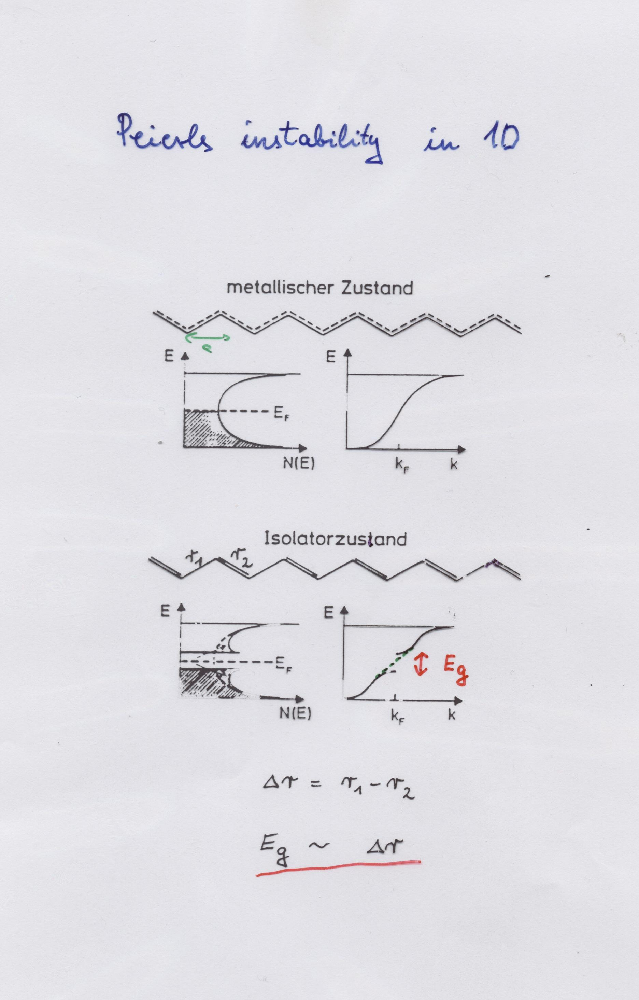 Peierls instability in 1D
metallischer Zustand
a
E
E
E_F
N(E)
k_F
k
Isolatorzustand
r_1 r_2
E
E
E_F
E_g
N(E)
k_F
k
Δr = r_1 - r_2
E_g ~ Δr